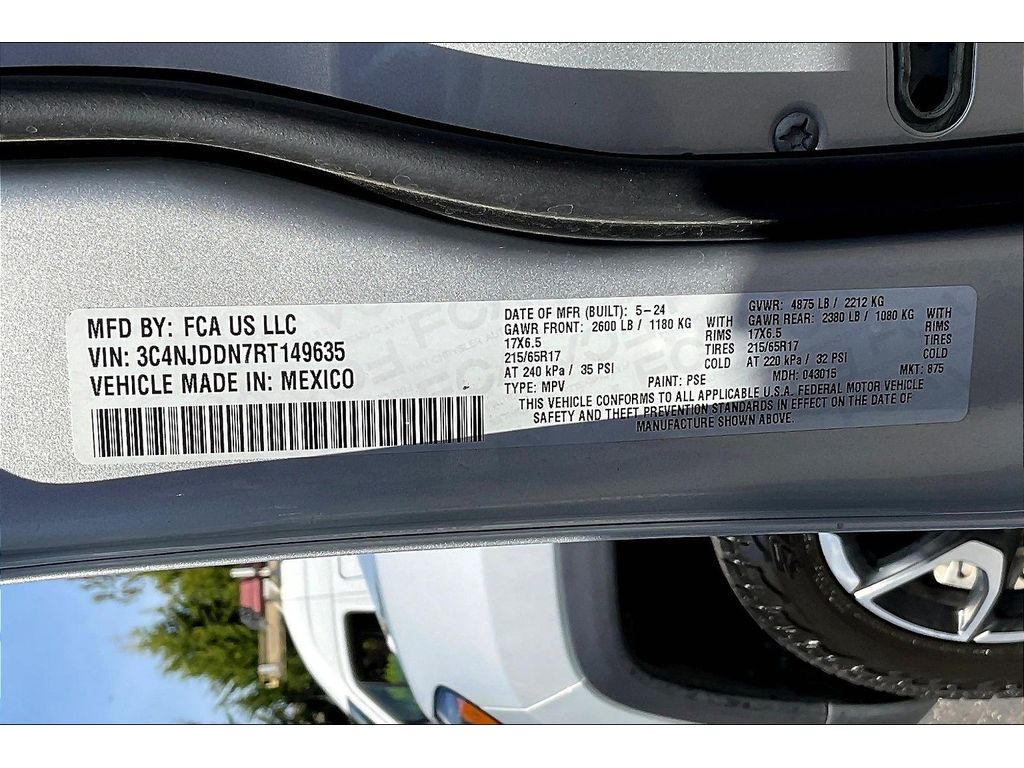 MFD BY: FCA US LLC
VIN: 3C4NJDDN7RT149635
VEHICLE MADE IN: MEXICO
DATE OF MFR (BUILT): 5-24 GVWR: 4875 LB / 2212 KG
GAWR FRONT: 2600 LB / 1180 KG WITH GAWR REAR: 2380 LB / 1080 KG WITH
17X6.5 RIMS 17X6.5 RIMS
215/65R17 TIRES 215/65R17 TIRES
AT 240 kPa / 35 PSI COLD AT 220 kPa / 32 PSI COLD
TYPE: MPV PAINT: PSE MDH: 043015 MKT: 875
THIS VEHICLE CONFORMS TO ALL APPLICABLE U.S.A. FEDERAL MOTOR VEHICLE
SAFETY AND THEFT PREVENTION STANDARDS IN EFFECT ON THE DATE OF
MANUFACTURE SHOWN ABOVE.